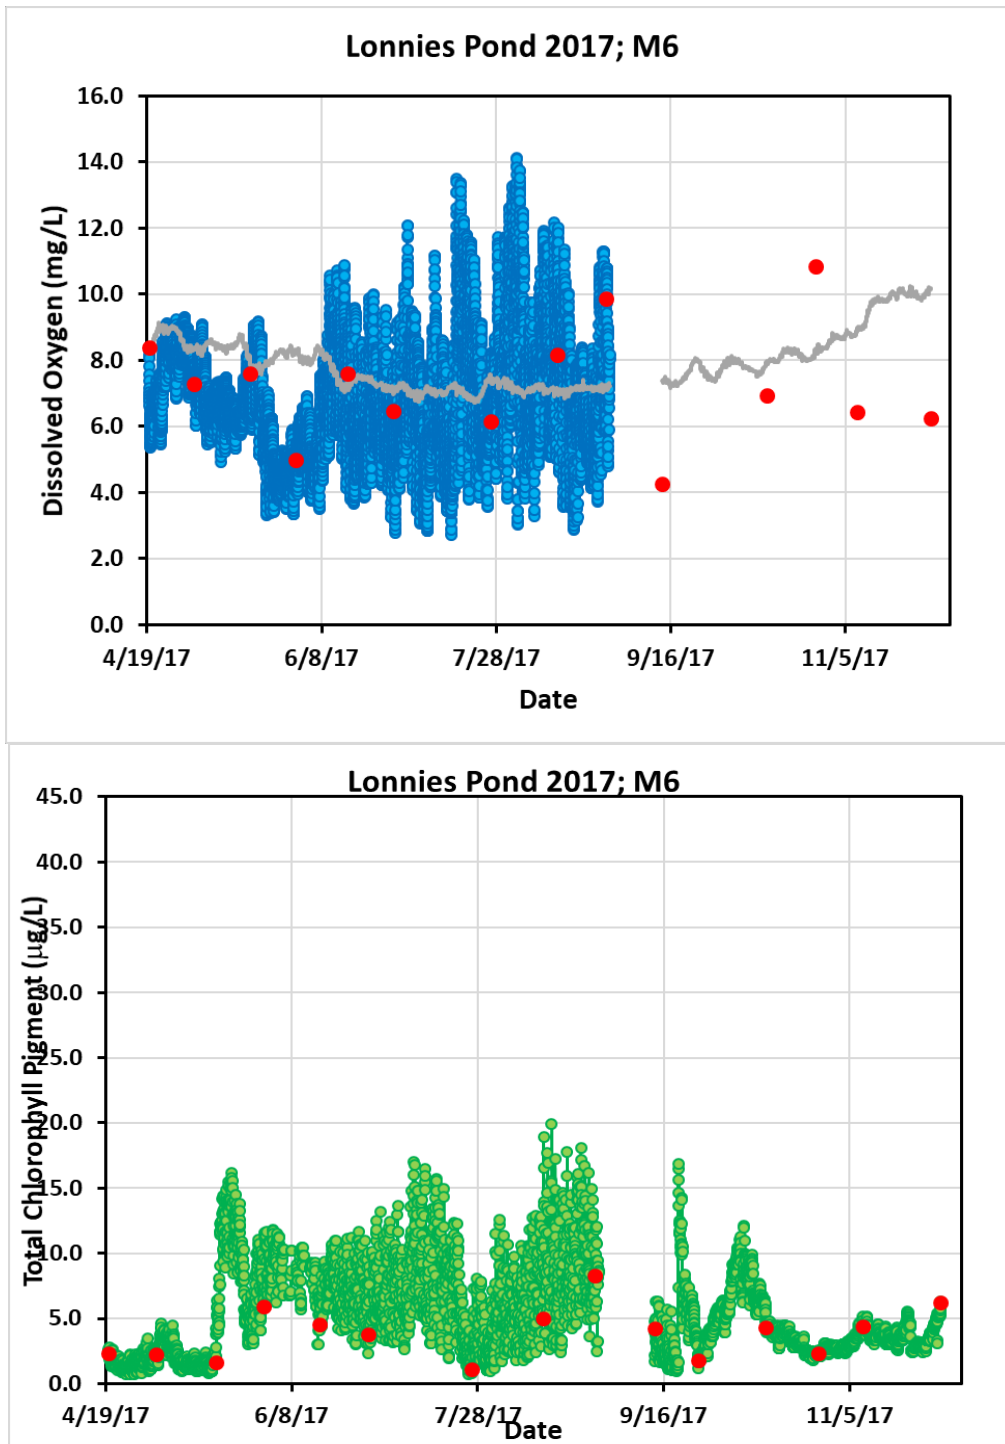 Lonnies Pond 2017; M6
16.0
14.0
12.0
10.0
8.0
6.0
4.0
2.0
0.0
Dissolved Oxygen (mg/L)
4/19/17 6/8/17 7/28/17 9/16/17 11/5/17
Date
Lonnies Pond 2017; M6
45.0
40.0
35.0
30.0
25.0
20.0
15.0
10.0
5.0
0.0
Total Chlorophyll Pigment (µg/L)
4/19/17 6/8/17 7/28/17 9/16/17 11/5/17
Date